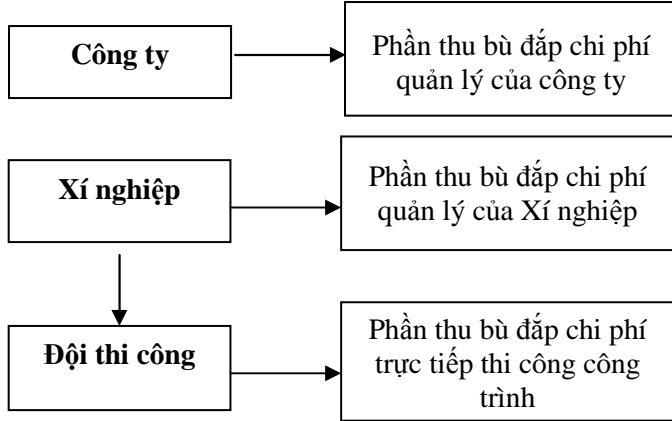 Công ty
Phần thu bù đắp chi phí
quản lý của công ty
Xí nghiệp
Phần thu bù đắp chi phí
quản lý của Xí nghiệp
Đội thi công
Phần thu bù đắp chi phí
trực tiếp thi công công
trình